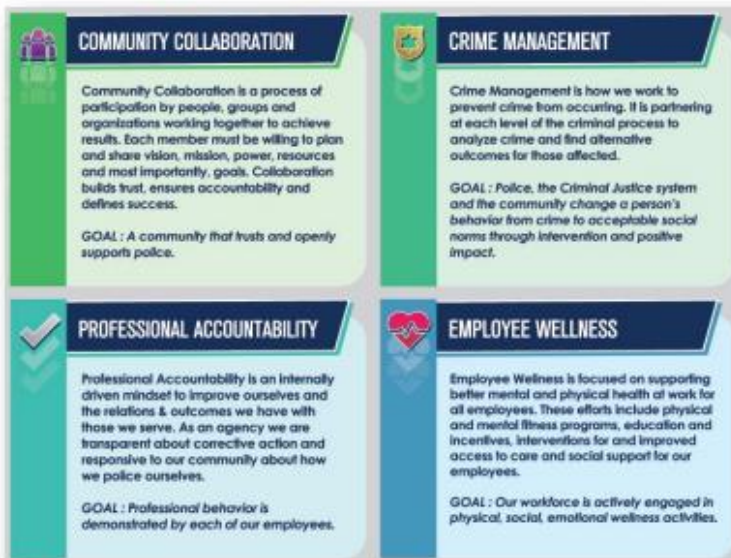 COMMUNITY COLLABORATION
Community Collaboration is a process of
participation by people, groups and
organizations working together to achieve
results. Each member must be willing to plan
and share vision, mission, power, resources
and most importantly, goals. Collaboration
builds trust, ensures accountability and
defines success.
GOAL : A community that trusts and openly
supports police.
CRIME MANAGEMENT
Crime Management is how we work to
prevent crime from occurring. It is partnering
at each level of the criminal process to
analyze crime and find alternative
outcomes for those affected.
GOAL : Police, the Criminal Justice system
and the community change a person's
behavior from crime to acceptable social
norms through intervention and positive
impact.
PROFESSIONAL ACCOUNTABILITY
Professional Accountability is an internally
driven mindset to improve ourselves and
the relations & outcomes we have with
those we serve. As an agency we are
transparent about corrective action and
responsive to our community about how
we police ourselves.
GOAL : Professional behavior is
demonstrated by each of our employees.
EMPLOYEE WELLNESS
Employee Wellness is focused on supporting
better mental and physical health at work for
all employees. These efforts include physical
and mental fitness programs, education and
incentives, interventions for and improved
access to care and social support for our
employees.
GOAL : Our workforce is actively engaged in
physical, social, emotional wellness activities.